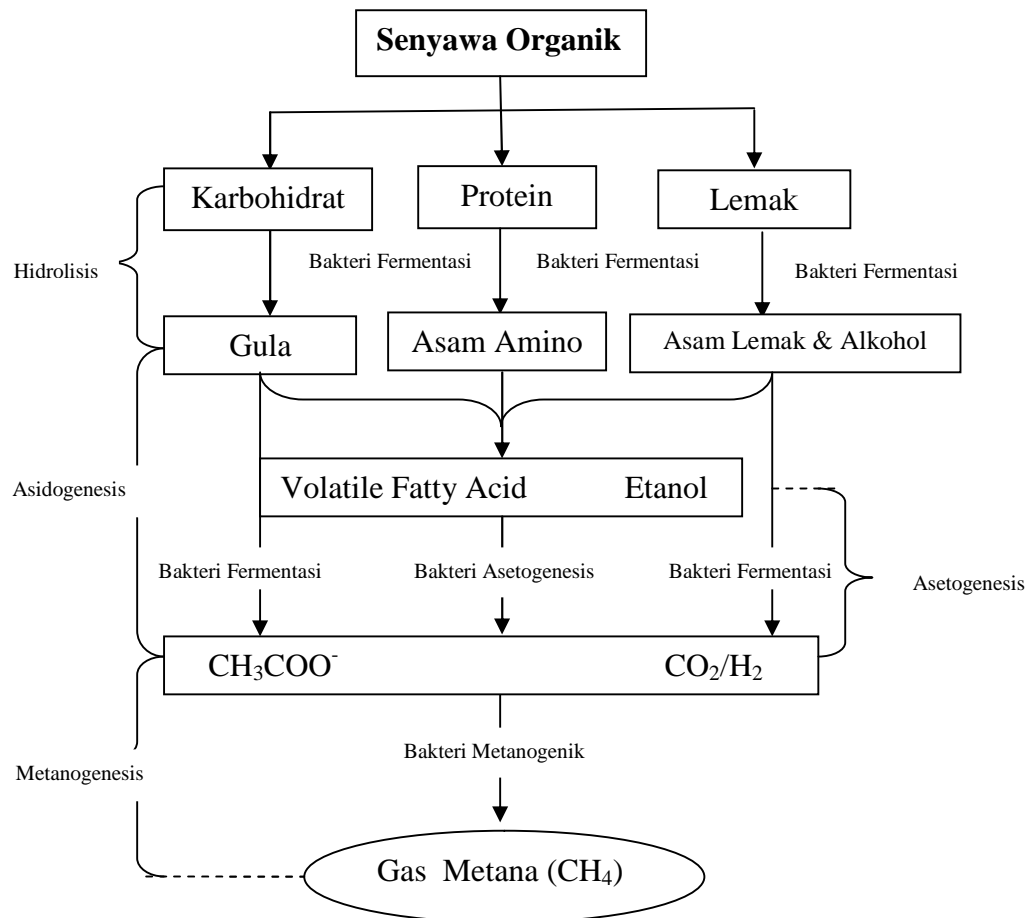 Senyawa Organik
Karbohidrat
Protein
Lemak
Hidrolisis
Bakteri Fermentasi
Bakteri Fermentasi
Bakteri Fermentasi
Gula
Asam Amino
Asam Lemak & Alkohol
Asidogenesis
Volatile Fatty Acid Etanol
Bakteri Fermentasi
Bakteri Asetogenesis
Bakteri Fermentasi
Asetogenesis
CH₃COO⁻ CO₂/H₂
Bakteri Metanogenik
Metanogenesis
Gas Metana (CH₄)